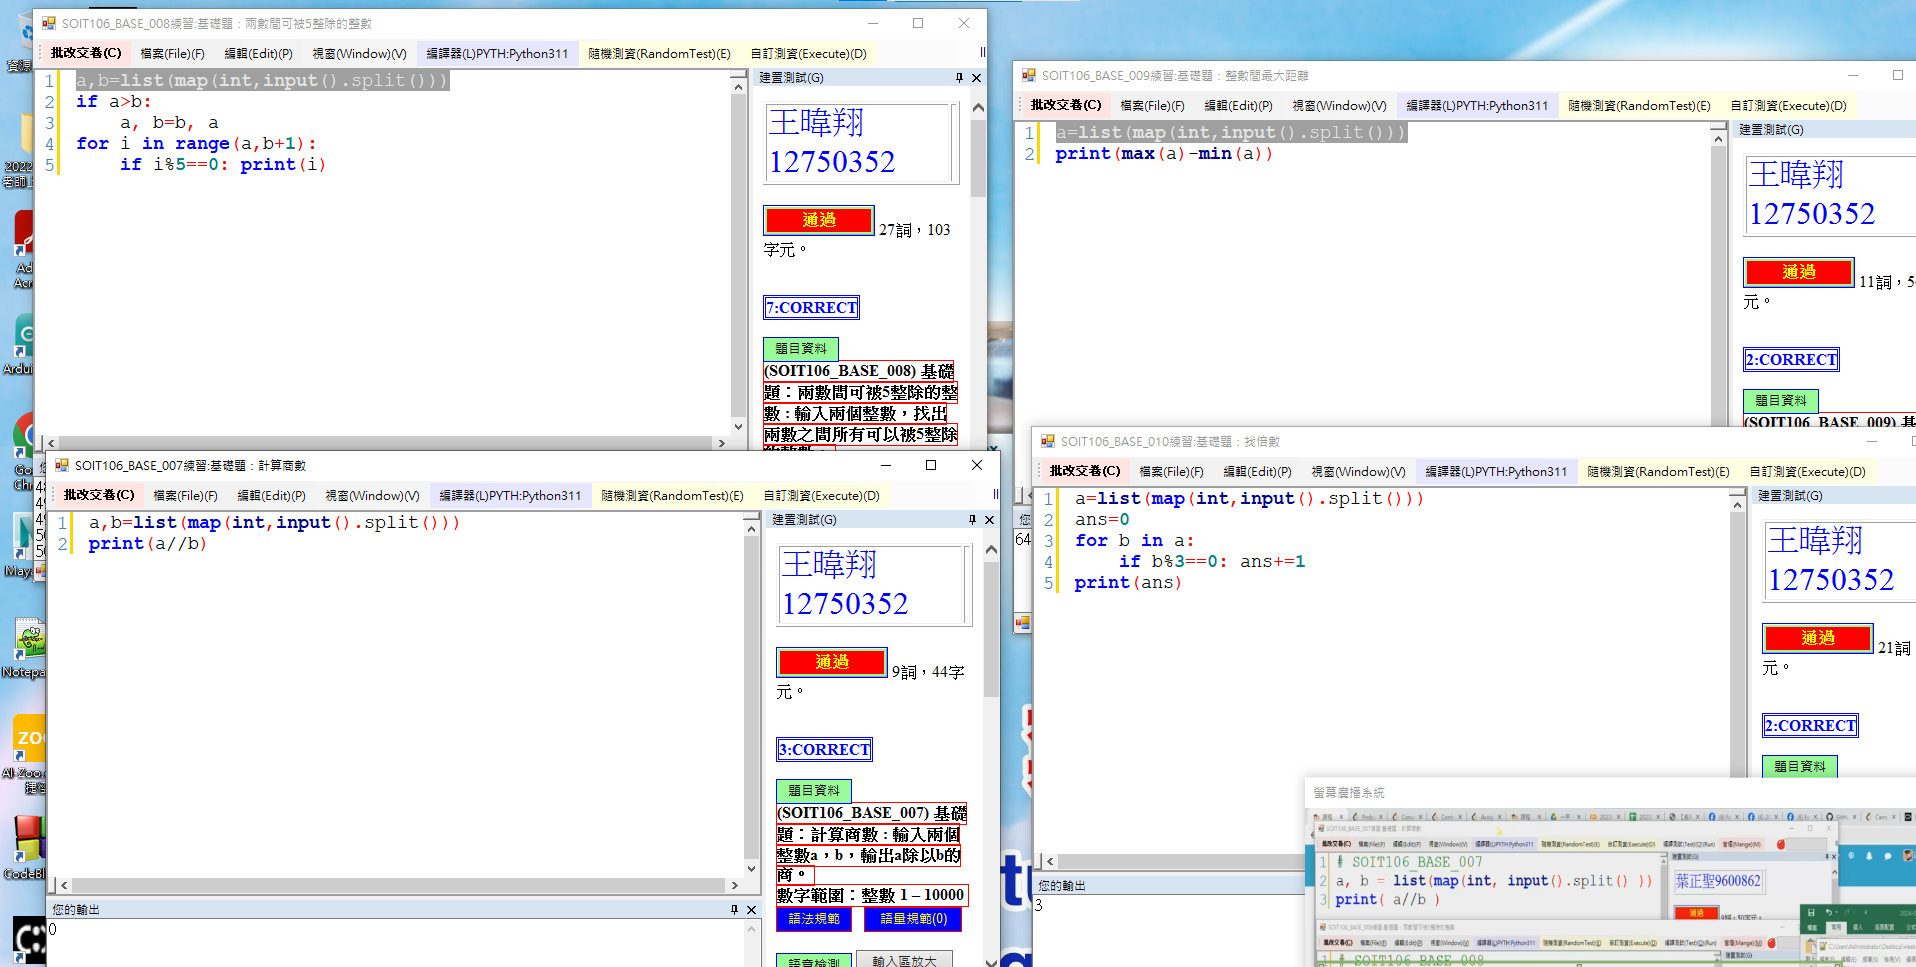 SOIT106_BASE_008練習:基礎題：兩數間可被5整除的整數
批改交卷(C) 檔案(File)(F) 編輯(Edit)(P) 視窗(Window)(V) 編譯器(L)PYTH:Python311 隨機測資(RandomTest)(E) 自訂測資(Execute)(D)
1 a,b=list(map(int,input().split()))
2 if a>b:
3 a, b=b, a
4 for i in range(a,b+1):
5 if i%5==0: print(i)
建置測試(G)
王暐翔
12750352
通過 27詞，103
字元。
7:CORRECT
題目資料
(SOIT106_BASE_008) 基礎
題：兩數間可被5整除的整
數：輸入兩個整數，找出
兩數之間所有可以被5整除
SOIT106_BASE_009練習:基礎題：整數間最大距離
批改交卷(C) 檔案(File)(F) 編輯(Edit)(P) 視窗(Window)(V) 編譯器(L)PYTH:Python311 隨機測資(RandomTest)(E) 自訂測資(Execute)(D)
1 a=list(map(int,input().split()))
2 print(max(a)-min(a))
建置測試(G)
王暐翔
12750352
通過 11詞，5
元。
2:CORRECT
題目資料
(SOIT106_BASE_009) 基
64
SOIT106_BASE_007練習:基礎題：計算商數
批改交卷(C) 檔案(File)(F) 編輯(Edit)(P) 視窗(Window)(V) 編譯器(L)PYTH:Python311 隨機測資(RandomTest)(E) 自訂測資(Execute)(D)
1 a,b=list(map(int,input().split()))
2 print(a//b)
建置測試(G)
王暐翔
12750352
通過 9詞，44字
元。
3:CORRECT
題目資料
(SOIT106_BASE_007) 基礎
題：計算商數：輸入兩個
整數a，b，輸出a除以b的
商。
數字範圍：整數 1 – 10000
語法規範 語量規範(0)
語音檢測 輸入區放大
您的輸出
0
SOIT106_BASE_010練習:基礎題：找倍數
批改交卷(C) 檔案(File)(F) 編輯(Edit)(P) 視窗(Window)(V) 編譯器(L)PYTH:Python311 隨機測資(RandomTest)(E) 自訂測資(Execute)(D)
1 a=list(map(int,input().split()))
2 ans=0
3 for b in a:
4 if b%3==0: ans+=1
5 print(ans)
建置測試(G)
王暐翔
12750352
通過 21詞
元。
2:CORRECT
題目資料
您的輸出
3
螢幕廣播系統
1 # SOIT106_BASE_007
2 a, b = list(map(int, input().split() ))
3 print( a//b )
葉正聖9600862
通過
1 # SOIT106_BASE_008